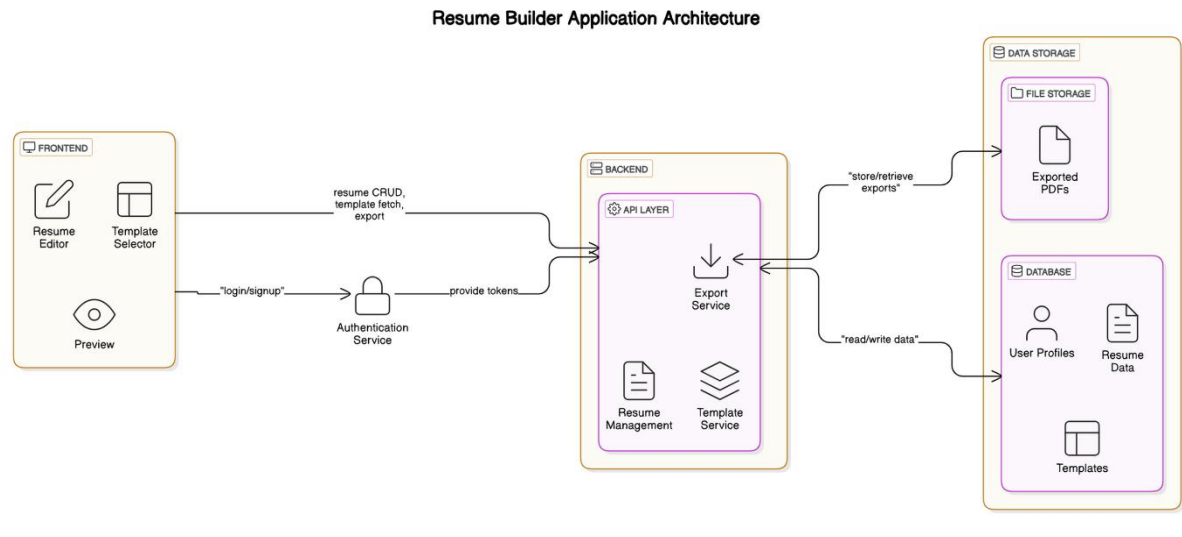 Resume Builder Application Architecture
FRONTEND
Resume
Editor
Template
Selector
Preview
resume CRUD,
template fetch,
export
"login/signup"
Authentication
Service
provide tokens
BACKEND
API LAYER
Export
Service
Resume
Management
Template
Service
"store/retrieve
exports"
"read/write data"
DATA STORAGE
FILE STORAGE
Exported
PDFs
DATABASE
User Profiles
Resume
Data
Templates